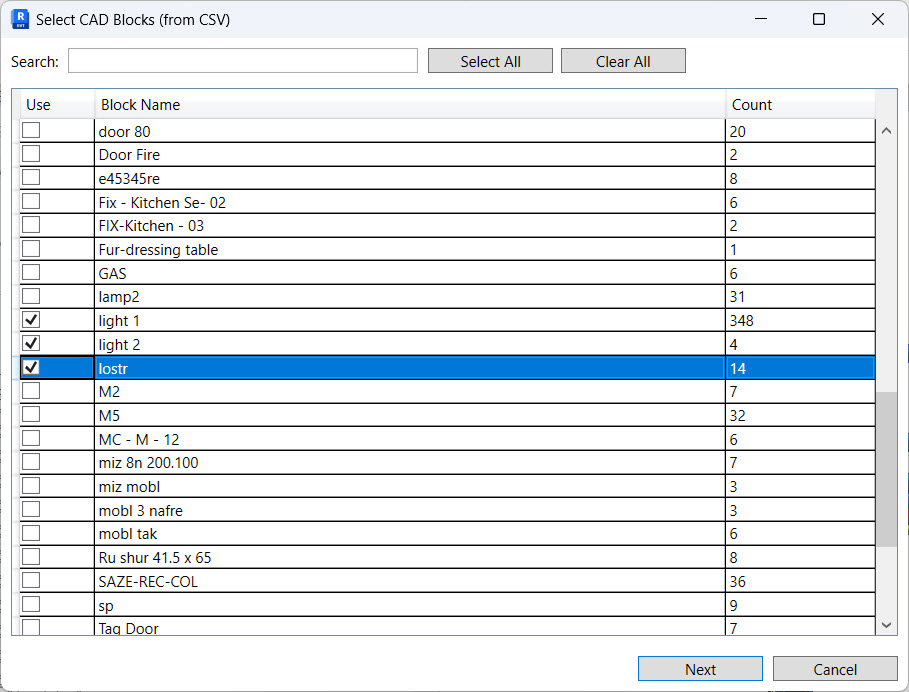 Select CAD Blocks (from CSV)
Search: Select All Clear All
Use Block Name Count
door 80 20
Door Fire 2
e45345re 8
Fix - Kitchen Se- 02 6
FIX-Kitchen - 03 2
Fur-dressing table 1
GAS 6
lamp2 31
light 1 348
light 2 4
lostr 14
M2 7
M5 32
MC - M - 12 6
miz 8n 200.100 7
miz mobl 3
mobl 3 nafre 3
mobl tak 6
Ru shur 41.5 x 65 8
SAZE-REC-COL 36
sp 9
Tag Door 7
Next Cancel